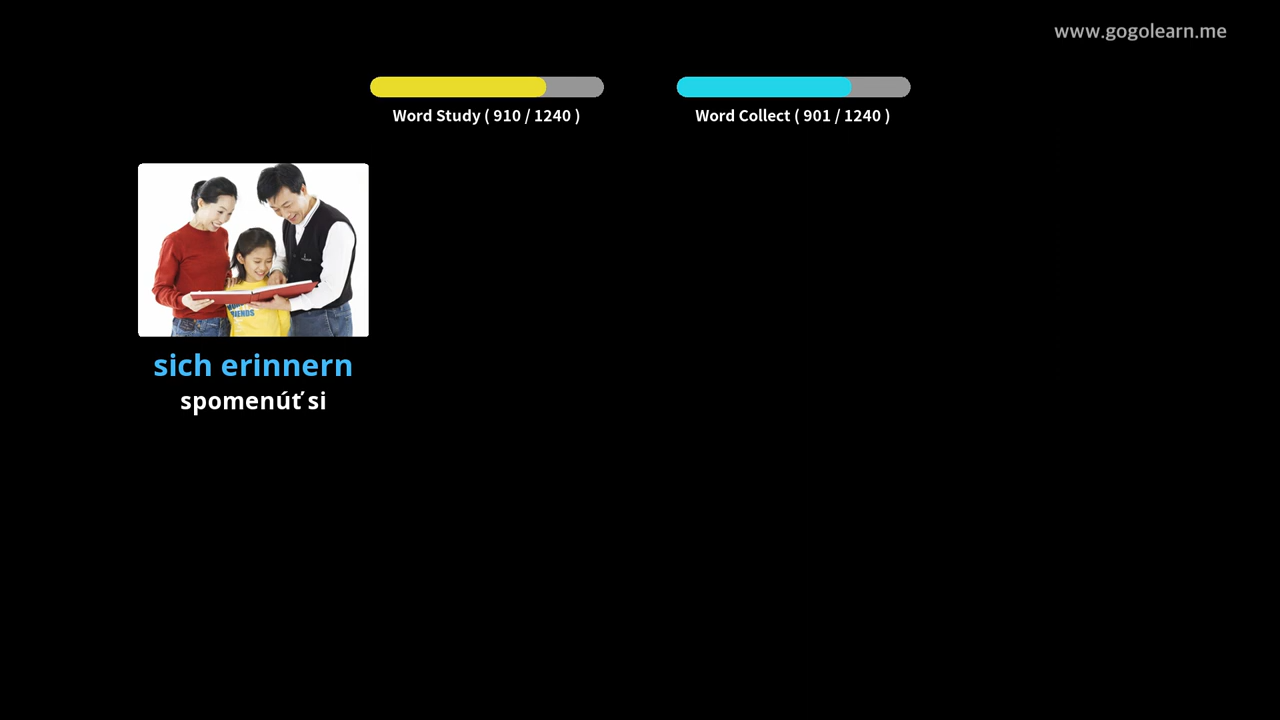 www.gogolearn.me
Word Study ( 910 / 1240 )
Word Collect ( 901 / 1240 )
sich erinnern
spomenúť si